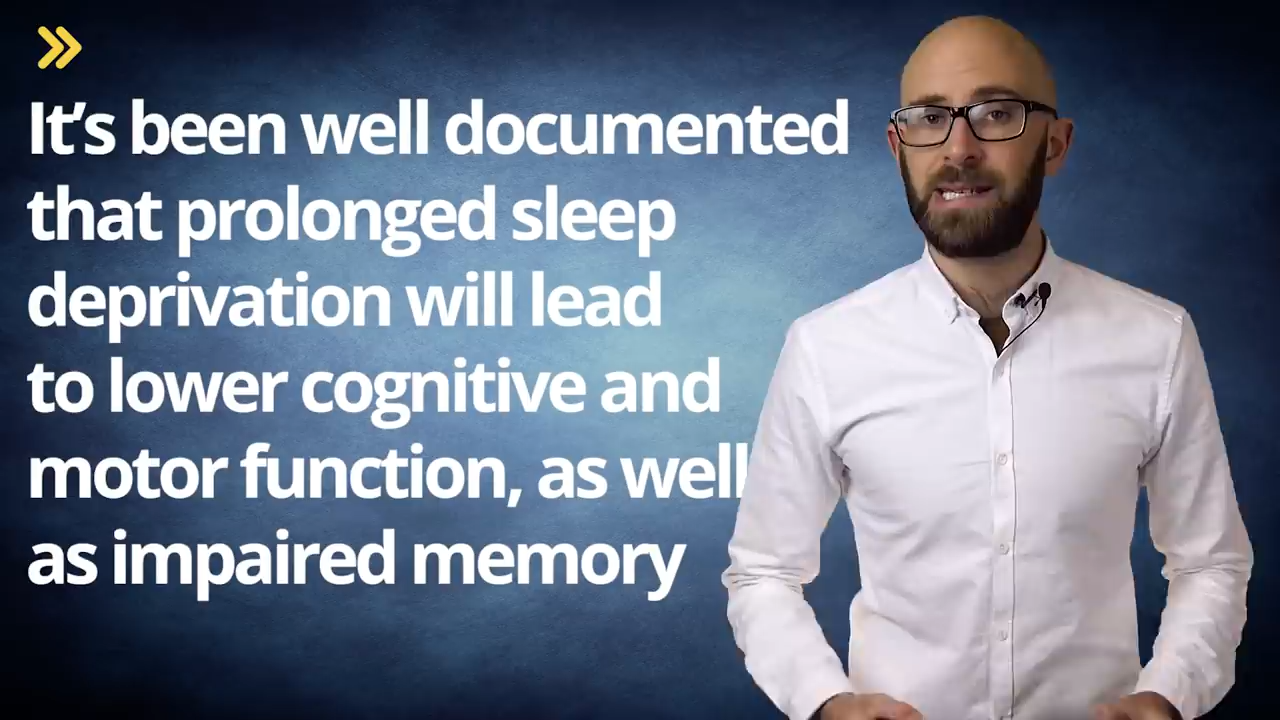 It’s been well documented
that prolonged sleep
deprivation will lead
to lower cognitive and
motor function, as well
as impaired memory